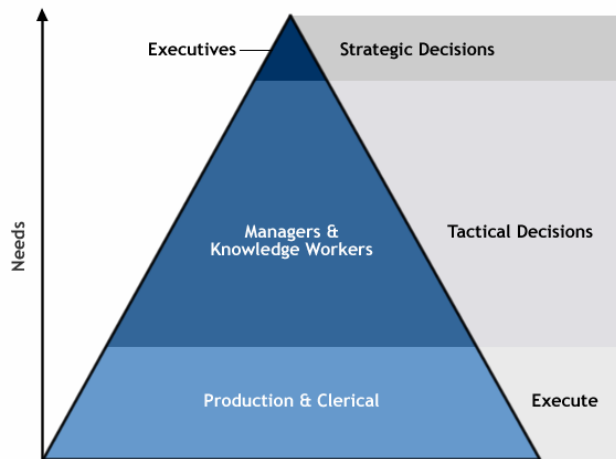 Executives
Strategic Decisions
Needs
Managers &
Knowledge Workers
Tactical Decisions
Production & Clerical
Execute